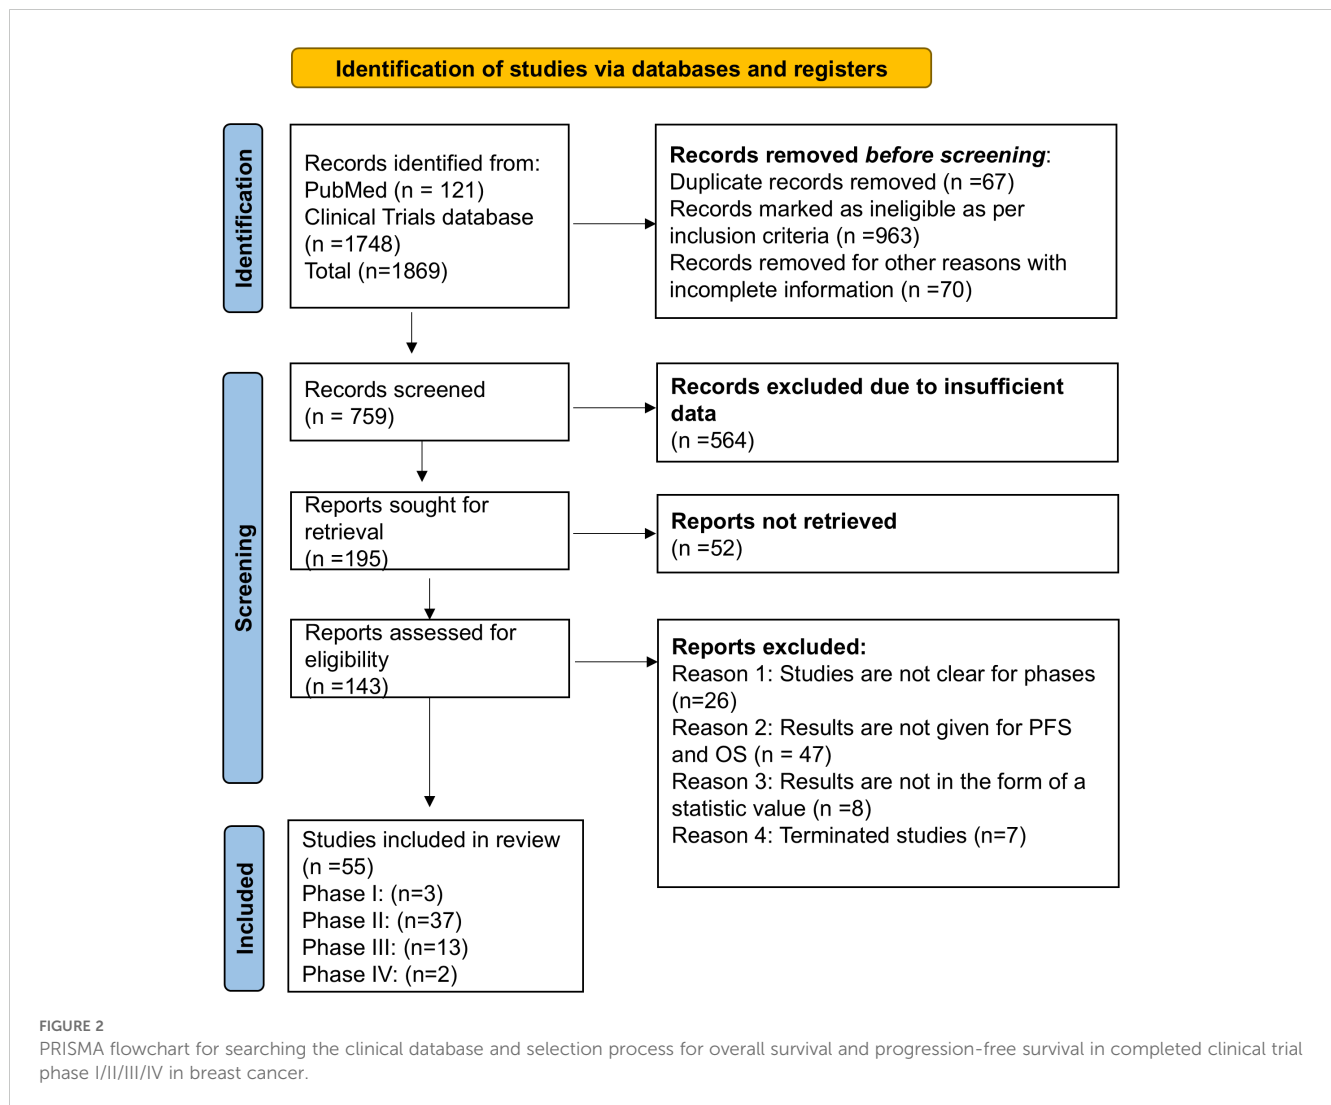 Identification of studies via databases and registers
Identification
Records identified from:
PubMed (n = 121)
Clinical Trials database
(n =1748)
Total (n=1869)
Records removed before screening:
Duplicate records removed (n =67)
Records marked as ineligible as per
inclusion criteria (n =963)
Records removed for other reasons with
incomplete information (n =70)
Screening
Records screened
(n = 759)
Records excluded due to insufficient
data
(n =564)
Reports sought for
retrieval
(n =195)
Reports not retrieved
(n =52)
Reports assessed for
eligibility
(n =143)
Reports excluded:
Reason 1: Studies are not clear for phases
(n=26)
Reason 2: Results are not given for PFS
and OS (n = 47)
Reason 3: Results are not in the form of a
statistic value (n =8)
Reason 4: Terminated studies (n=7)
Included
Studies included in review
(n =55)
Phase I: (n=3)
Phase II: (n=37)
Phase III: (n=13)
Phase IV: (n=2)
FIGURE 2
PRISMA flowchart for searching the clinical database and selection process for overall survival and progression-free survival in completed clinical trial
phase I/II/III/IV in breast cancer.